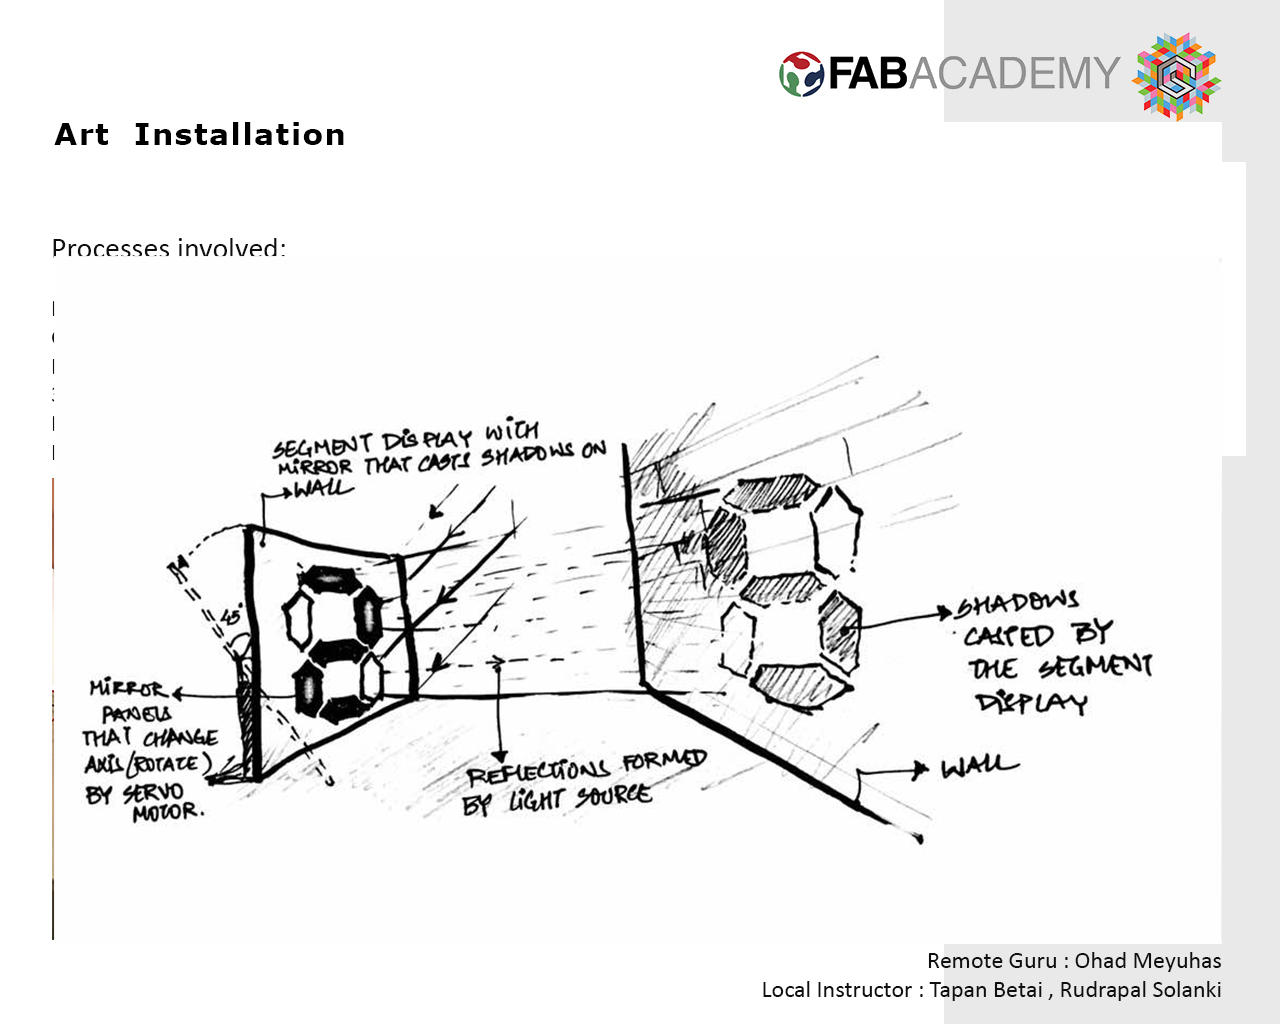 FABACADEMY
Art Installation
Processes involved:
SEGMENT DISPLAY WITH
MIRROR THAT CASTS SHADOWS ON
WALL
45°
MIRROR
PANELS
THAT CHANGE
AXIS (ROTATE)
BY SERVO
MOTOR.
REFLECTIONS FORMED
BY LIGHT SOURCE
SHADOWS
CASTED BY
THE SEGMENT
DISPLAY
WALL
Remote Guru : Ohad Meyuhas
Local Instructor : Tapan Betai , Rudrapal Solanki